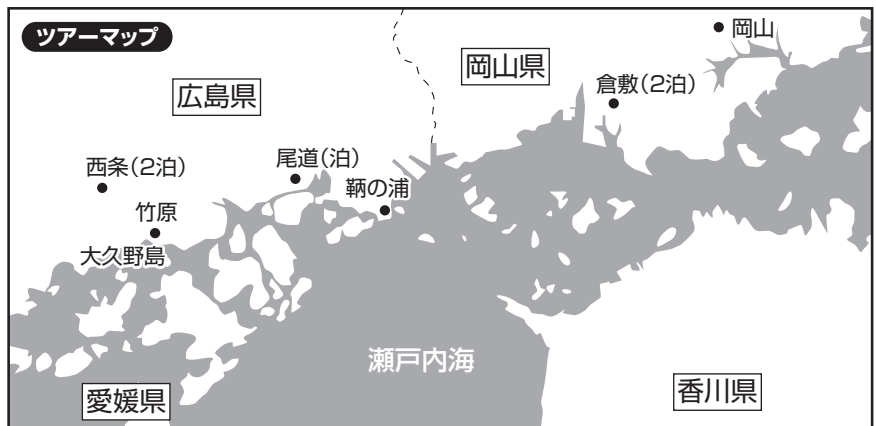 ツアーマップ
岡山
岡山県
広島県
倉敷(2泊)
西条(2泊)
尾道(泊)
鞆の浦
竹原
大久野島
瀬戸内海
愛媛県
香川県